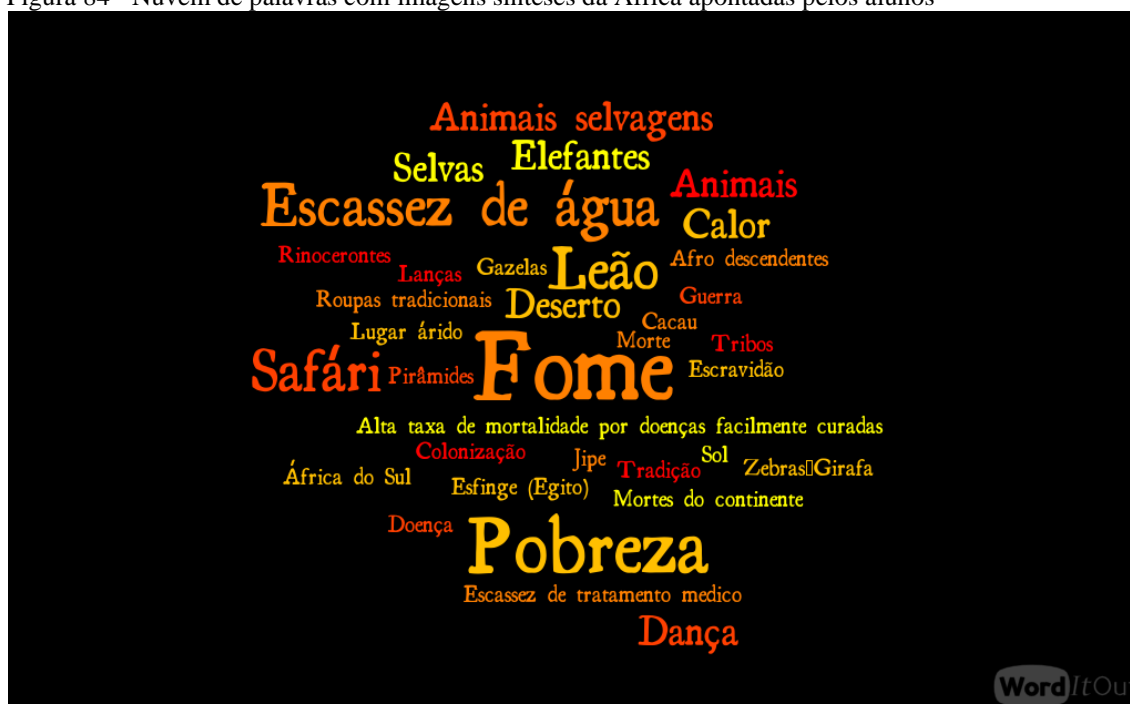 Figura 84 - Nuvem de palavras com imagens sínteses da África apontadas pelos alunos
Animais selvagens
Selvas Elefantes
Animais
Escassez de água
Calor
Rinocerontes
Lanças
Gazelas
Leão
Afro descendentes
Roupas tradicionais
Deserto
Guerra
Cacau
Lugar árido
Morte
Tribos
Safári
Pirâmides
Fome
Escravidão
Alta taxa de mortalidade por doenças facilmente curadas
Colonização
Jipe
Tradição
Sol
Zebras▯Girafa
África do Sul
Esfinge (Egito)
Mortes do continente
Doença
Pobreza
Escassez de tratamento medico
Dança
WordItOu